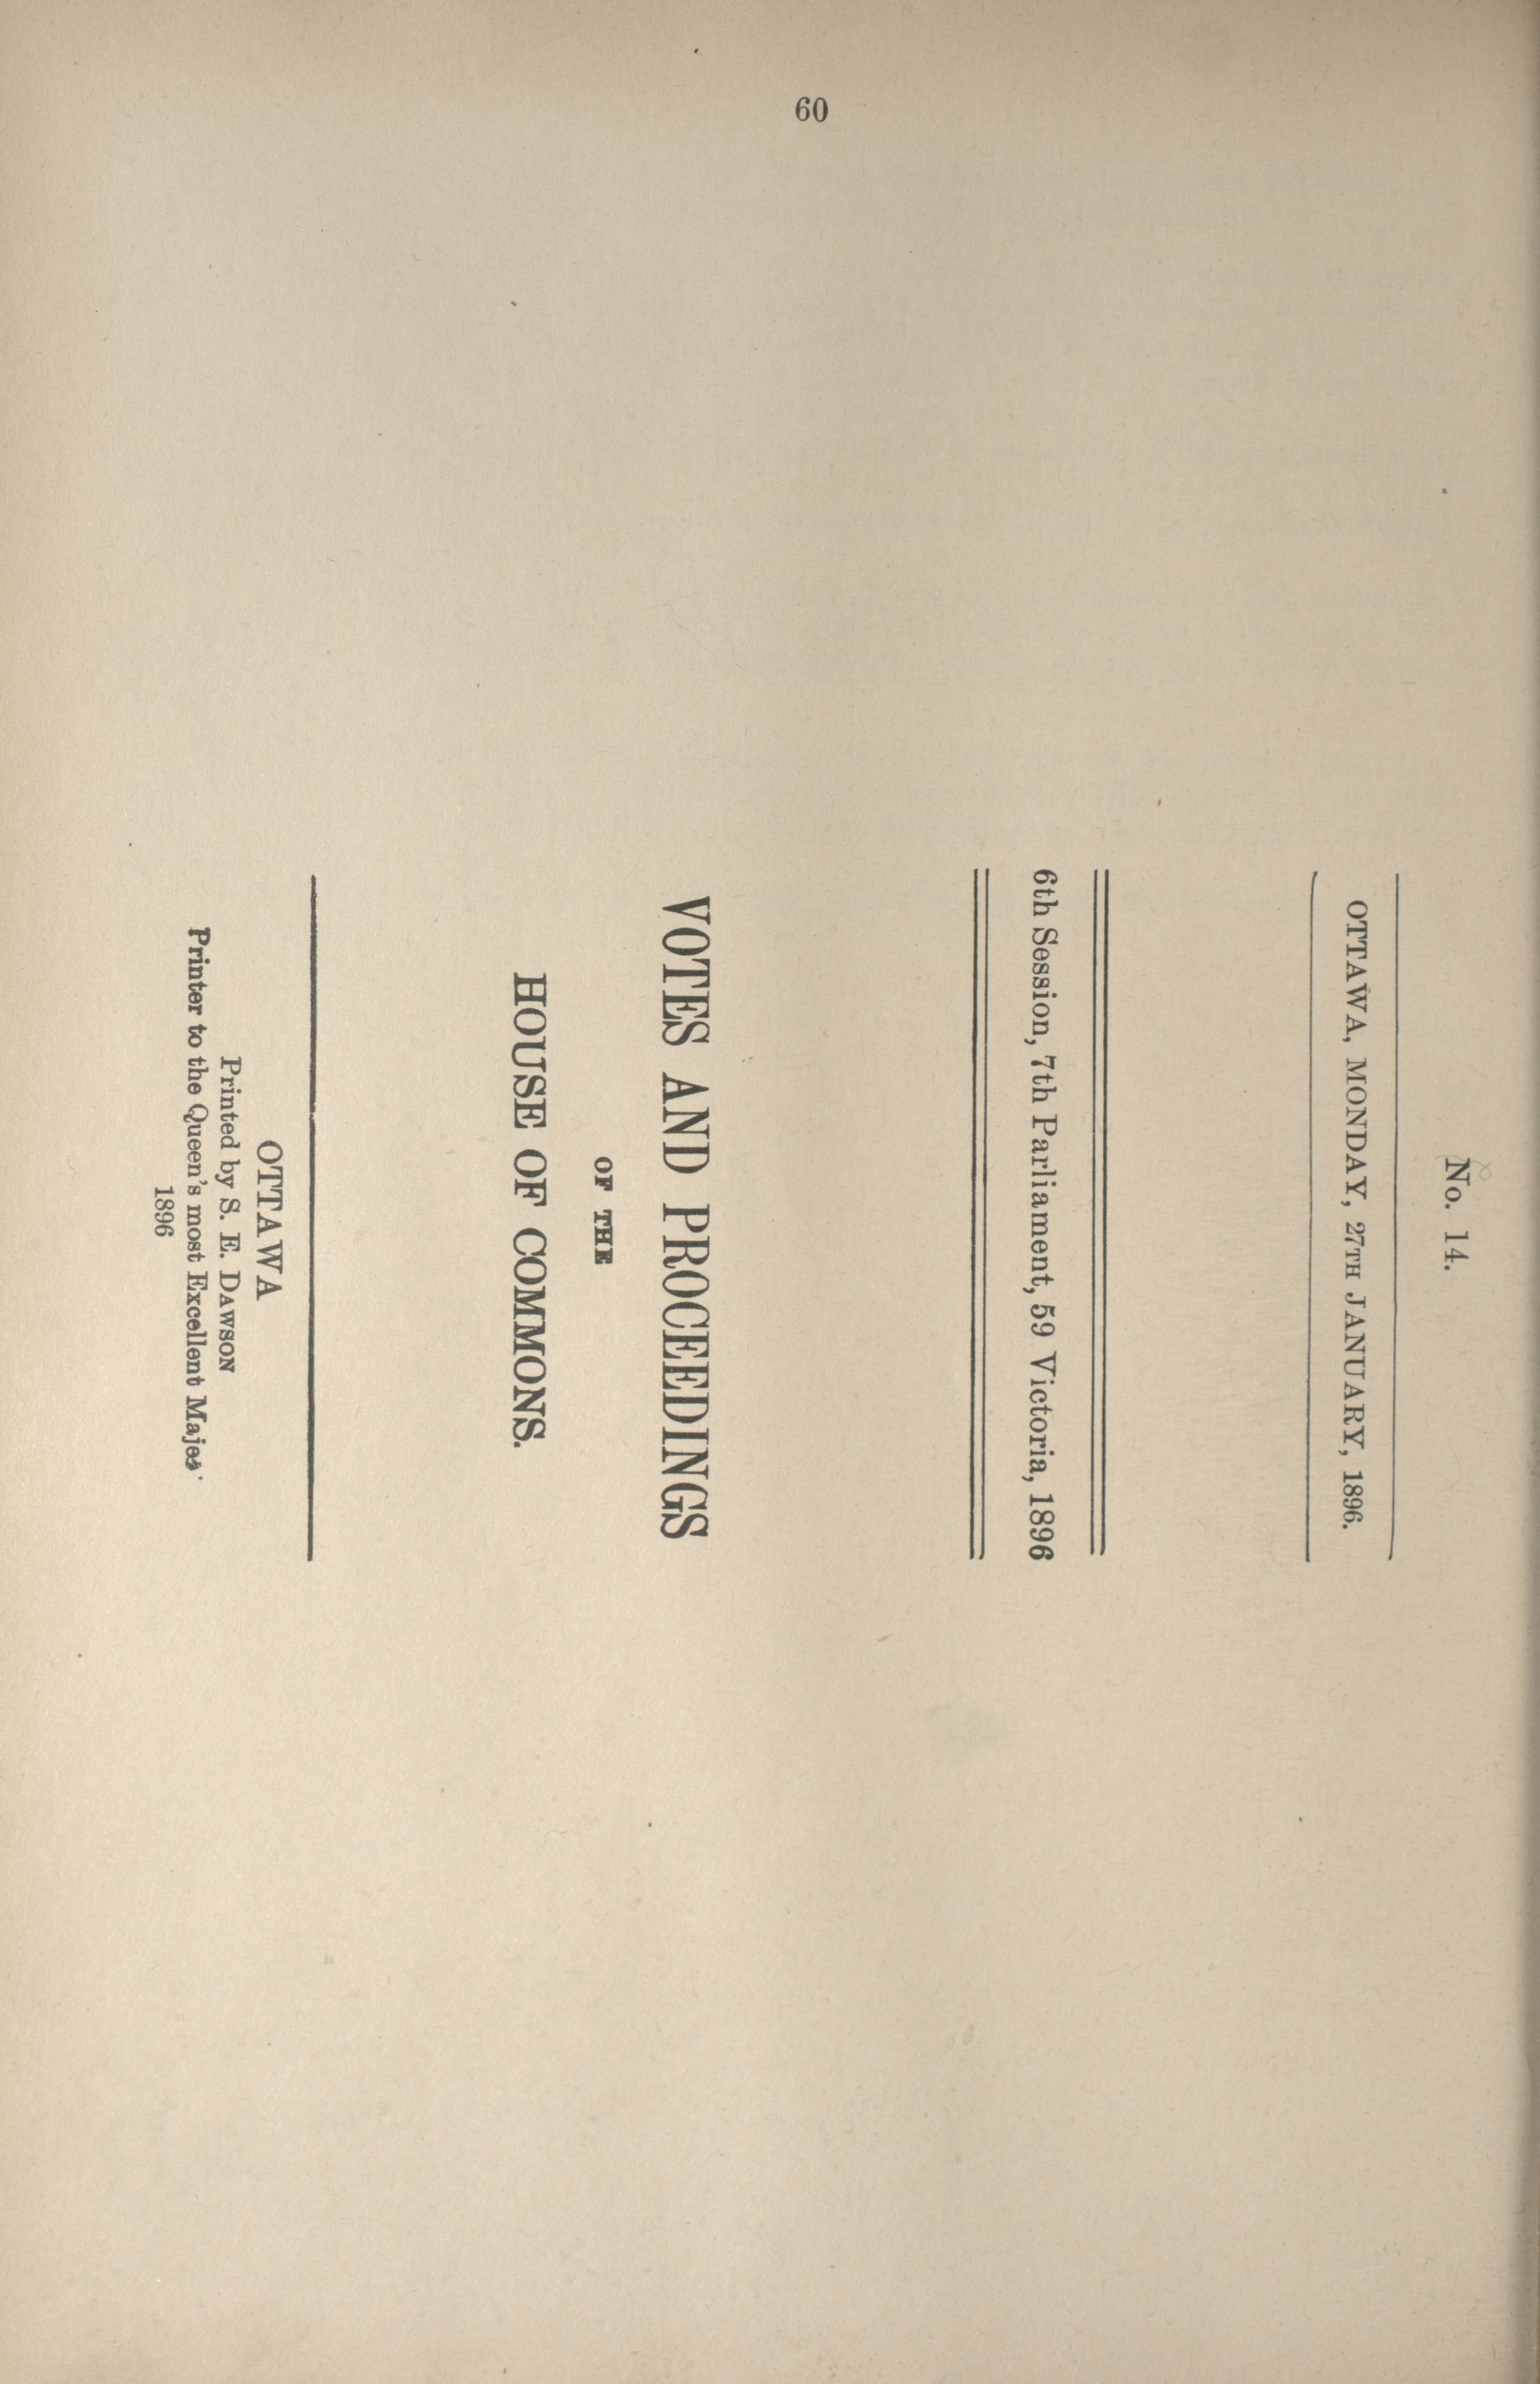 60
No. 14.
OTTAWA, MONDAY, 27TH JANUARY, 1896.
6th Session, 7th Parliament, 59 Victoria, 1896
VOTES AND PROCEEDINGS
OF THE
HOUSE OF COMMONS.
OTTAWA
Printed by S. E. DAWSON
Printer to the Queen's most Excellent
1896